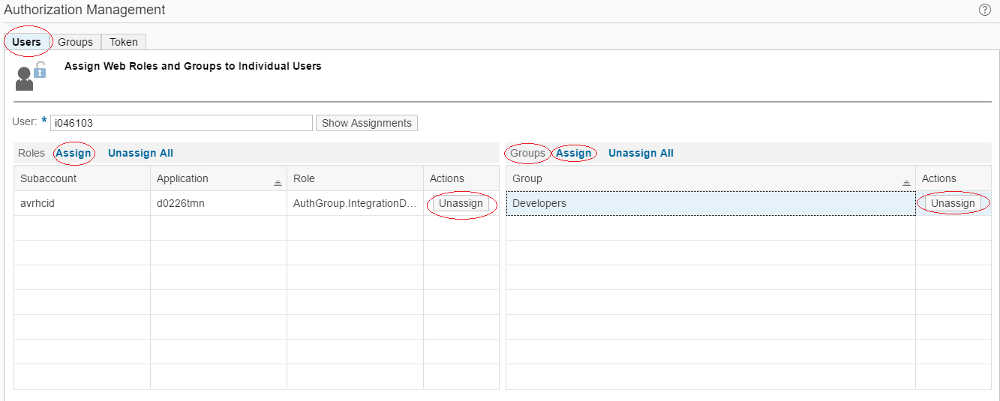 Authorization Management
?
Users Groups Token
Assign Web Roles and Groups to Individual Users
User: * i046103 Show Assignments
Roles Assign Unassign All Groups Assign Unassign All
Subaccount Application Role Actions Group Actions
avrhcid d0226tmn AuthGroup.IntegrationD... Unassign Developers Unassign